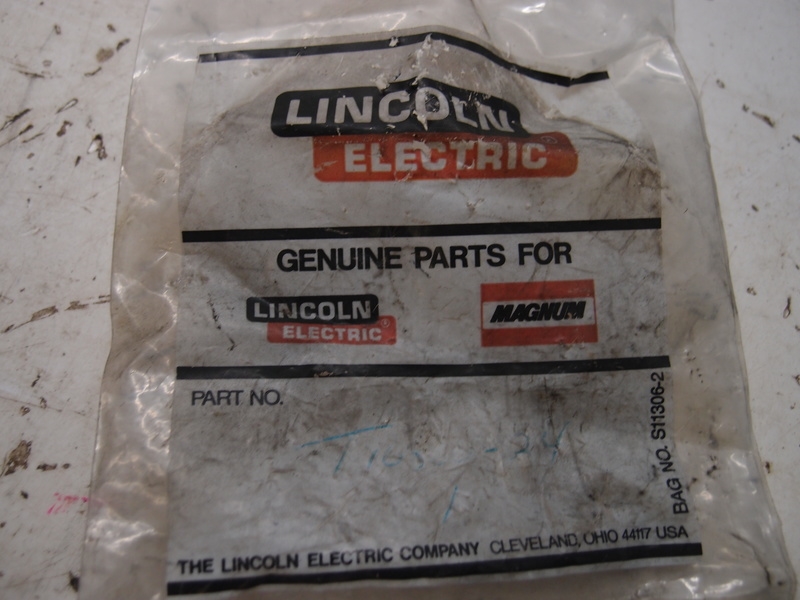 LINCOLN
ELECTRIC
GENUINE PARTS FOR
LINCOLN
ELECTRIC®
MAGNUM
PART NO.
BAG NO. S11306-2
THE LINCOLN ELECTRIC COMPANY CLEVELAND, OHIO 44117 USA